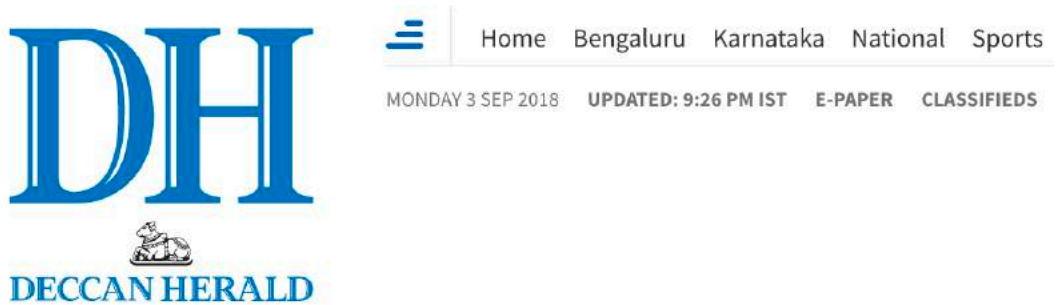 DH
DECCAN HERALD
Home Bengaluru Karnataka National Sports
MONDAY 3 SEP 2018 UPDATED: 9:26 PM IST E-PAPER CLASSIFIEDS